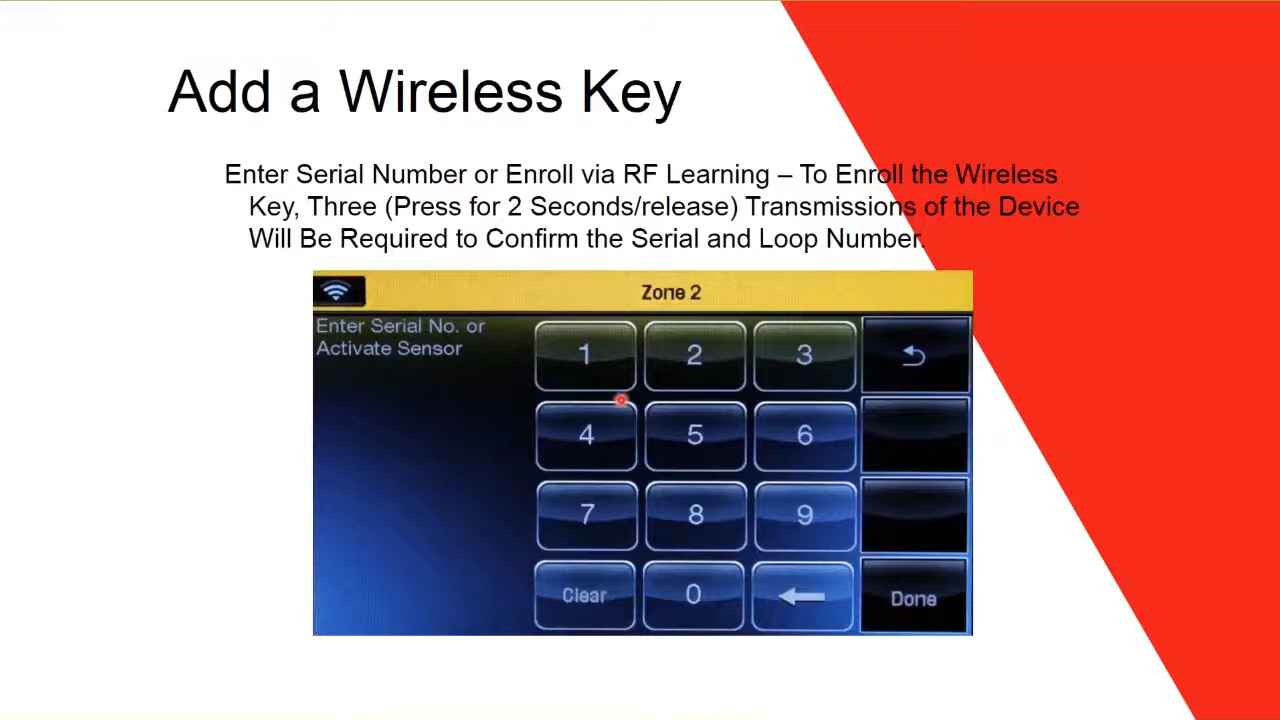 Add a Wireless Key
Enter Serial Number or Enroll via RF Learning – To Enroll the Wireless
Key, Three (Press for 2 Seconds/release) Transmissions of the Device
Will Be Required to Confirm the Serial and Loop Number.
Zone 2
Enter Serial No. or
Activate Sensor
1 2 3
4 5 6
7 8 9
Clear 0 Done